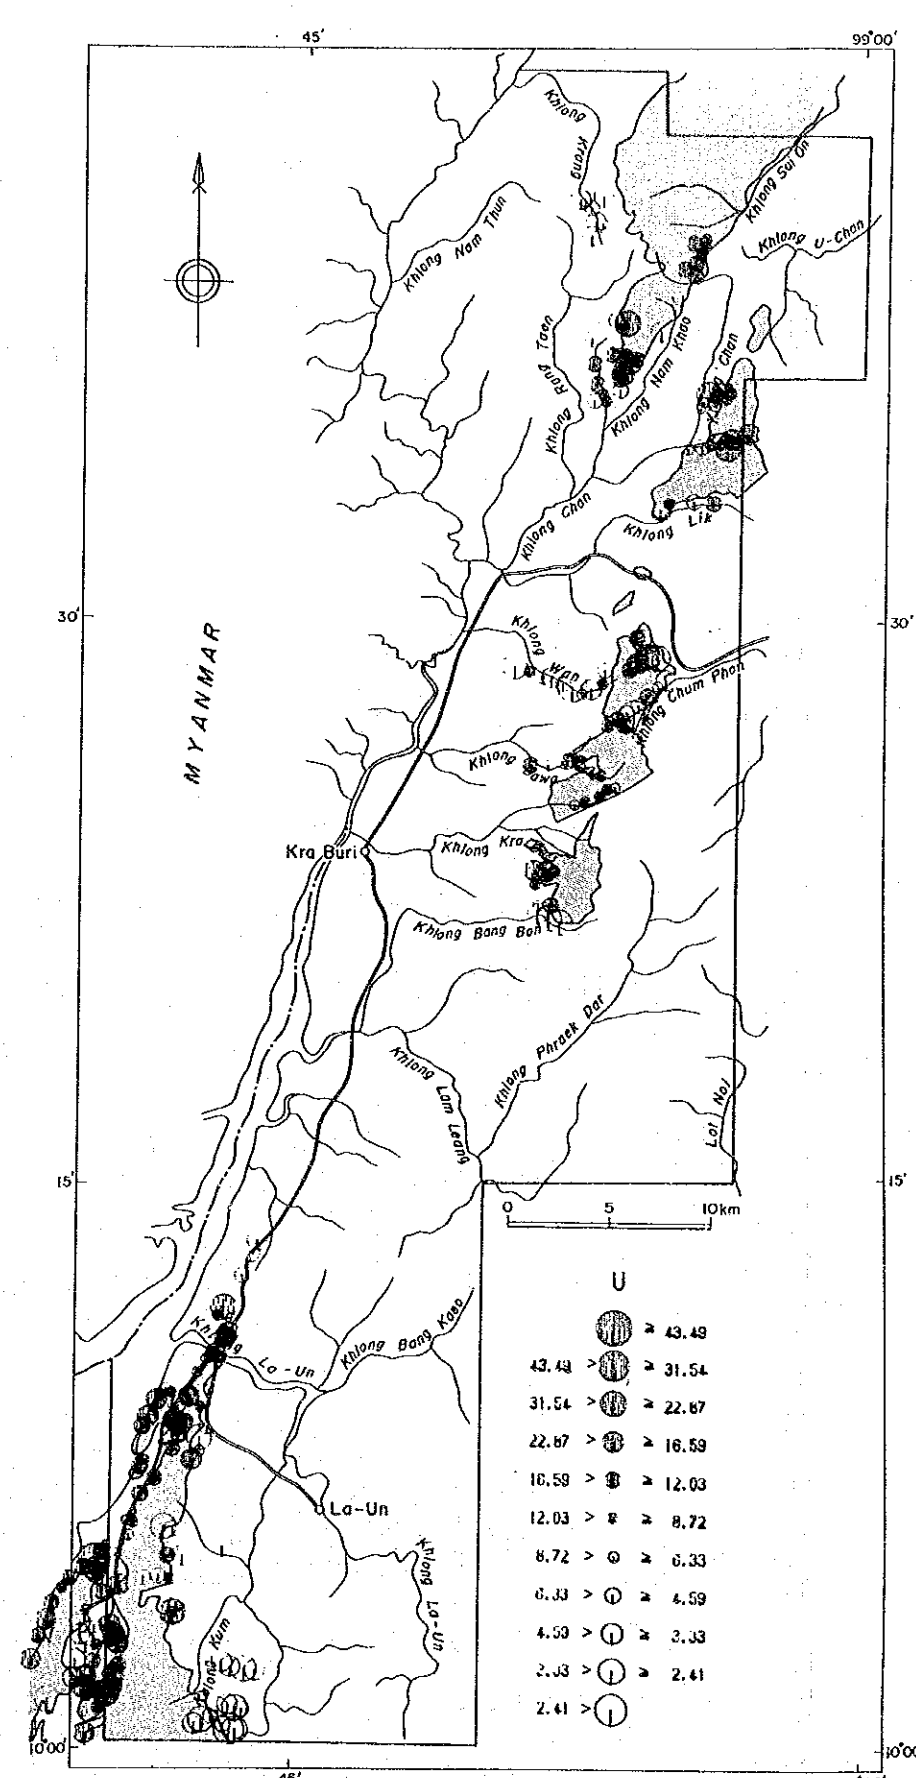 45'
99°00'
Khlong Krang
Khlong Sui On
Khlong U-Chan
Khlong Nam Thun
Khlong Rang Taon
Khlong Nam Khao
Chan
Khlong Chan
Khlong Lik
30'
30'
MYANMAR
Khlong Wan
Khlong Chum Phon
Khlong
Kra Buri
Khlong Kra
Khlong Bang Bon
Khlong Phraek Dar
Khlong Lam Leang
Lat Noi
15'
15'
0 5 10km
U
≥ 43.49
43.49 > ≥ 31.54
31.54 > ≥ 22.87
22.87 > ≥ 16.59
16.59 > ≥ 12.03
12.03 > ≥ 8.72
8.72 > ≥ 6.33
6.33 > ≥ 4.59
4.59 > ≥ 3.33
3.33 > ≥ 2.41
2.41 >
Khlong La-Un
Khlong Bang Kaeo
La-Un
Khlong La-Un
Kum
10°00'
10°00'
45'